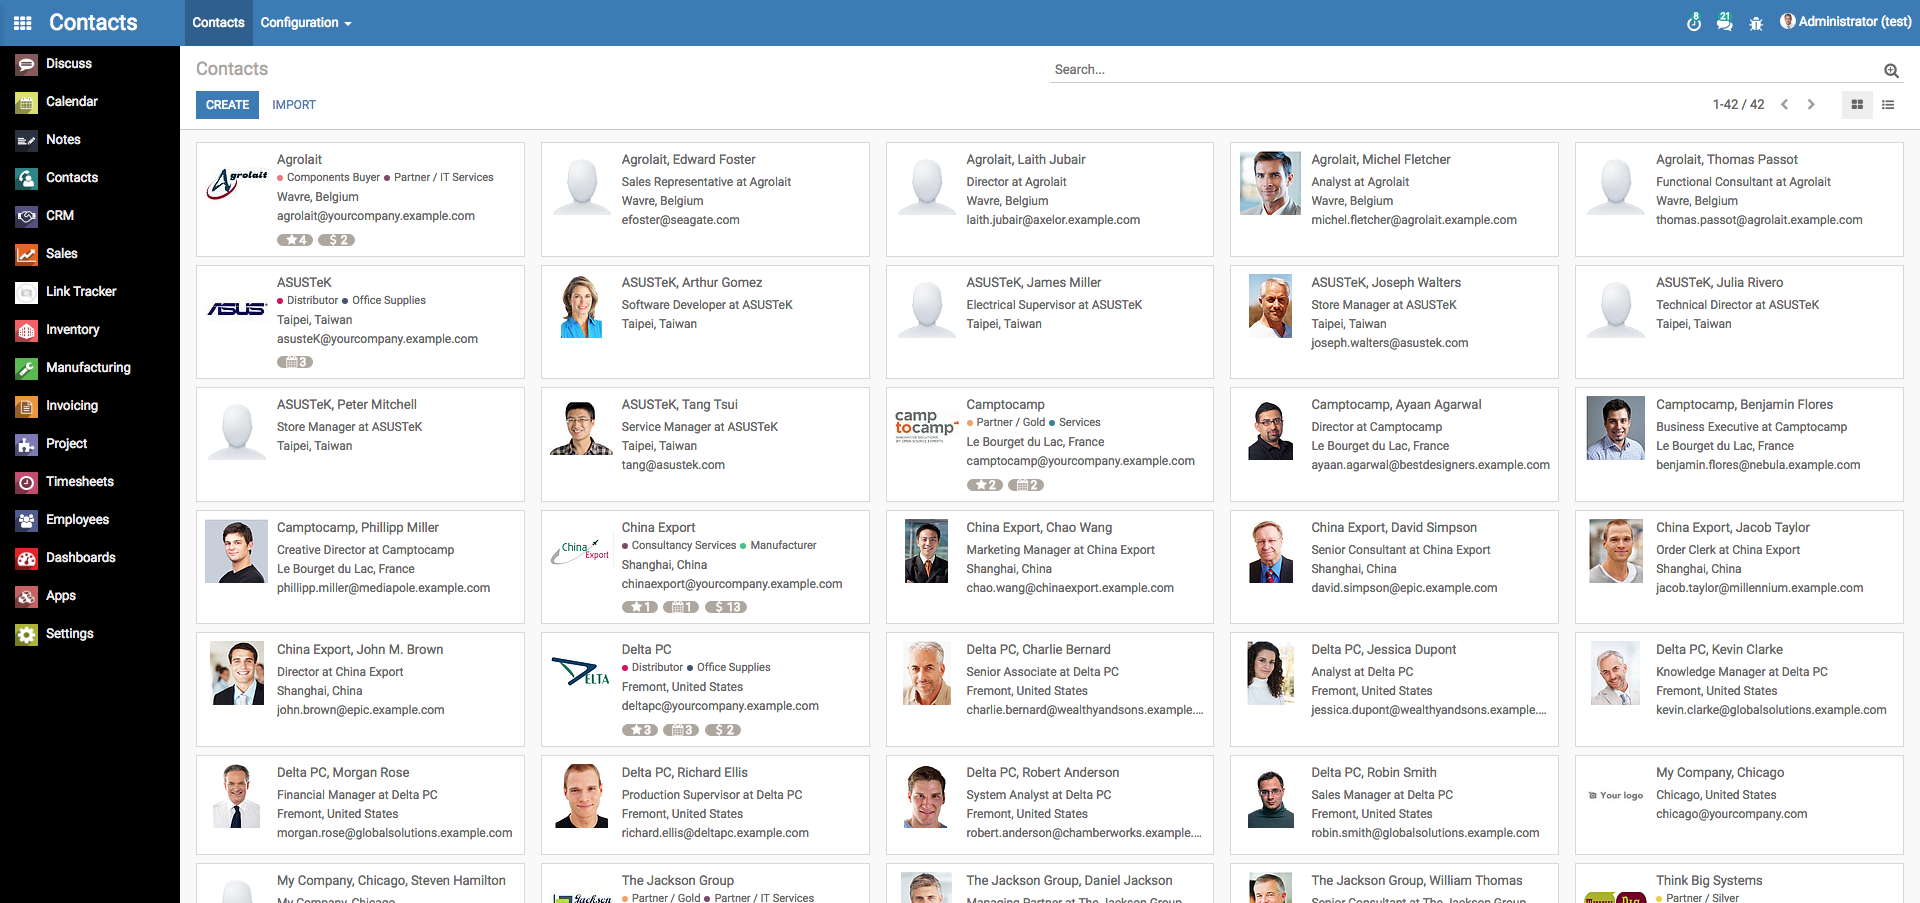 Contacts
Contacts
Configuration
8
21
Administrator (test)
Discuss
Calendar
Notes
Contacts
CRM
Sales
Link Tracker
Inventory
Manufacturing
Invoicing
Project
Timesheets
Employees
Dashboards
Apps
Settings
Contacts
Search...
CREATE
IMPORT
1-42 / 42
Agrolait
Agrolait
Components Buyer Partner / IT Services
Wavre, Belgium
agrolait@yourcompany.example.com
4
$ 2
Agrolait, Edward Foster
Sales Representative at Agrolait
Wavre, Belgium
efoster@seagate.com
Agrolait, Laith Jubair
Director at Agrolait
Wavre, Belgium
laith.jubair@axelor.example.com
Agrolait, Michel Fletcher
Analyst at Agrolait
Wavre, Belgium
michel.fletcher@agrolait.example.com
Agrolait, Thomas Passot
Functional Consultant at Agrolait
Wavre, Belgium
thomas.passot@agrolait.example.com
ASUS
ASUSTeK
Distributor Office Supplies
Taipei, Taiwan
asusteK@yourcompany.example.com
3
ASUSTeK, Arthur Gomez
Software Developer at ASUSTeK
Taipei, Taiwan
ASUSTeK, James Miller
Electrical Supervisor at ASUSTeK
Taipei, Taiwan
ASUSTeK, Joseph Walters
Store Manager at ASUSTeK
Taipei, Taiwan
joseph.walters@asustek.com
ASUSTeK, Julia Rivero
Technical Director at ASUSTeK
Taipei, Taiwan
ASUSTeK, Peter Mitchell
Store Manager at ASUSTeK
Taipei, Taiwan
ASUSTeK, Tang Tsui
Service Manager at ASUSTeK
Taipei, Taiwan
tang@asustek.com
camp
tocamp
INNOVATIVE SOLUTIONS
BY OPEN SOURCE EXPERTS
Camptocamp
Partner / Gold Services
Le Bourget du Lac, France
camptocamp@yourcompany.example.com
2
2
Camptocamp, Ayaan Agarwal
Director at Camptocamp
Le Bourget du Lac, France
ayaan.agarwal@bestdesigners.example.com
Camptocamp, Benjamin Flores
Business Executive at Camptocamp
Le Bourget du Lac, France
benjamin.flores@nebula.example.com
Camptocamp, Phillipp Miller
Creative Director at Camptocamp
Le Bourget du Lac, France
phillipp.miller@mediapole.example.com
China
Export
China Export
Consultancy Services Manufacturer
Shanghai, China
chinaexport@yourcompany.example.com
1
1
$ 13
China Export, Chao Wang
Marketing Manager at China Export
Shanghai, China
chao.wang@chinaexport.example.com
China Export, David Simpson
Senior Consultant at China Export
Shanghai, China
david.simpson@epic.example.com
China Export, Jacob Taylor
Order Clerk at China Export
Shanghai, China
jacob.taylor@millennium.example.com
China Export, John M. Brown
Director at China Export
Shanghai, China
john.brown@epic.example.com
DELTA
Delta PC
Distributor Office Supplies
Fremont, United States
deltapc@yourcompany.example.com
3
3
$ 2
Delta PC, Charlie Bernard
Senior Associate at Delta PC
Fremont, United States
charlie.bernard@wealthyandsons.example....
Delta PC, Jessica Dupont
Analyst at Delta PC
Fremont, United States
jessica.dupont@wealthyandsons.example....
Delta PC, Kevin Clarke
Knowledge Manager at Delta PC
Fremont, United States
kevin.clarke@globalsolutions.example.com
Delta PC, Morgan Rose
Financial Manager at Delta PC
Fremont, United States
morgan.rose@globalsolutions.example.com
Delta PC, Richard Ellis
Production Supervisor at Delta PC
Fremont, United States
richard.ellis@deltapc.example.com
Delta PC, Robert Anderson
System Analyst at Delta PC
Fremont, United States
robert.anderson@chamberworks.example....
Delta PC, Robin Smith
Sales Manager at Delta PC
Fremont, United States
robin.smith@globalsolutions.example.com
Your logo
My Company, Chicago
Chicago, United States
chicago@yourcompany.com
My Company, Chicago, Steven Hamilton
My Company, Chicago
Jackson
The Jackson Group
Partner / Gold Partner / IT Services
The Jackson Group, Daniel Jackson
Managing Partner at The Jackson Group
The Jackson Group, William Thomas
Senior Consultant at The Jackson Group
Think Big Systems
Partner / Silver